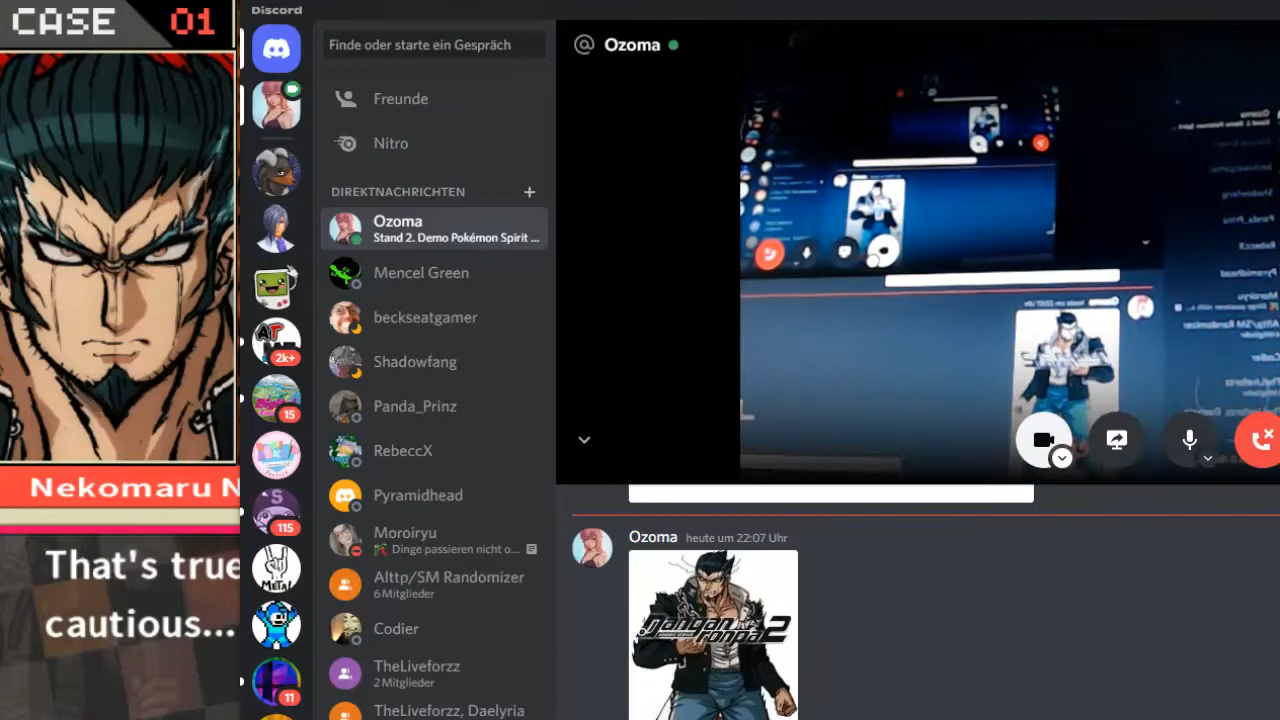 CASE 01
Nekomaru N
That's true
cautious...
Discord
Finde oder starte ein Gespräch
Freunde
Nitro
DIREKTNACHRICHTEN +
Ozoma
Stand 2. Demo Pokémon Spirit ...
Mencel Green
beckseatgamer
Shadowfang
Panda_Prinz
RebeccX
Pyramidhead
Moroiryu
Dinge passieren nicht o...
Alttp/SM Randomizer
6 Mitglieder
Codier
TheLiveforzz
2 Mitglieder
TheLiveforzz, Daelyria
2k+
15
S
115
METAL
11
@ Ozoma
Ozoma heute um 22:07 Uhr
Danganronpa 2